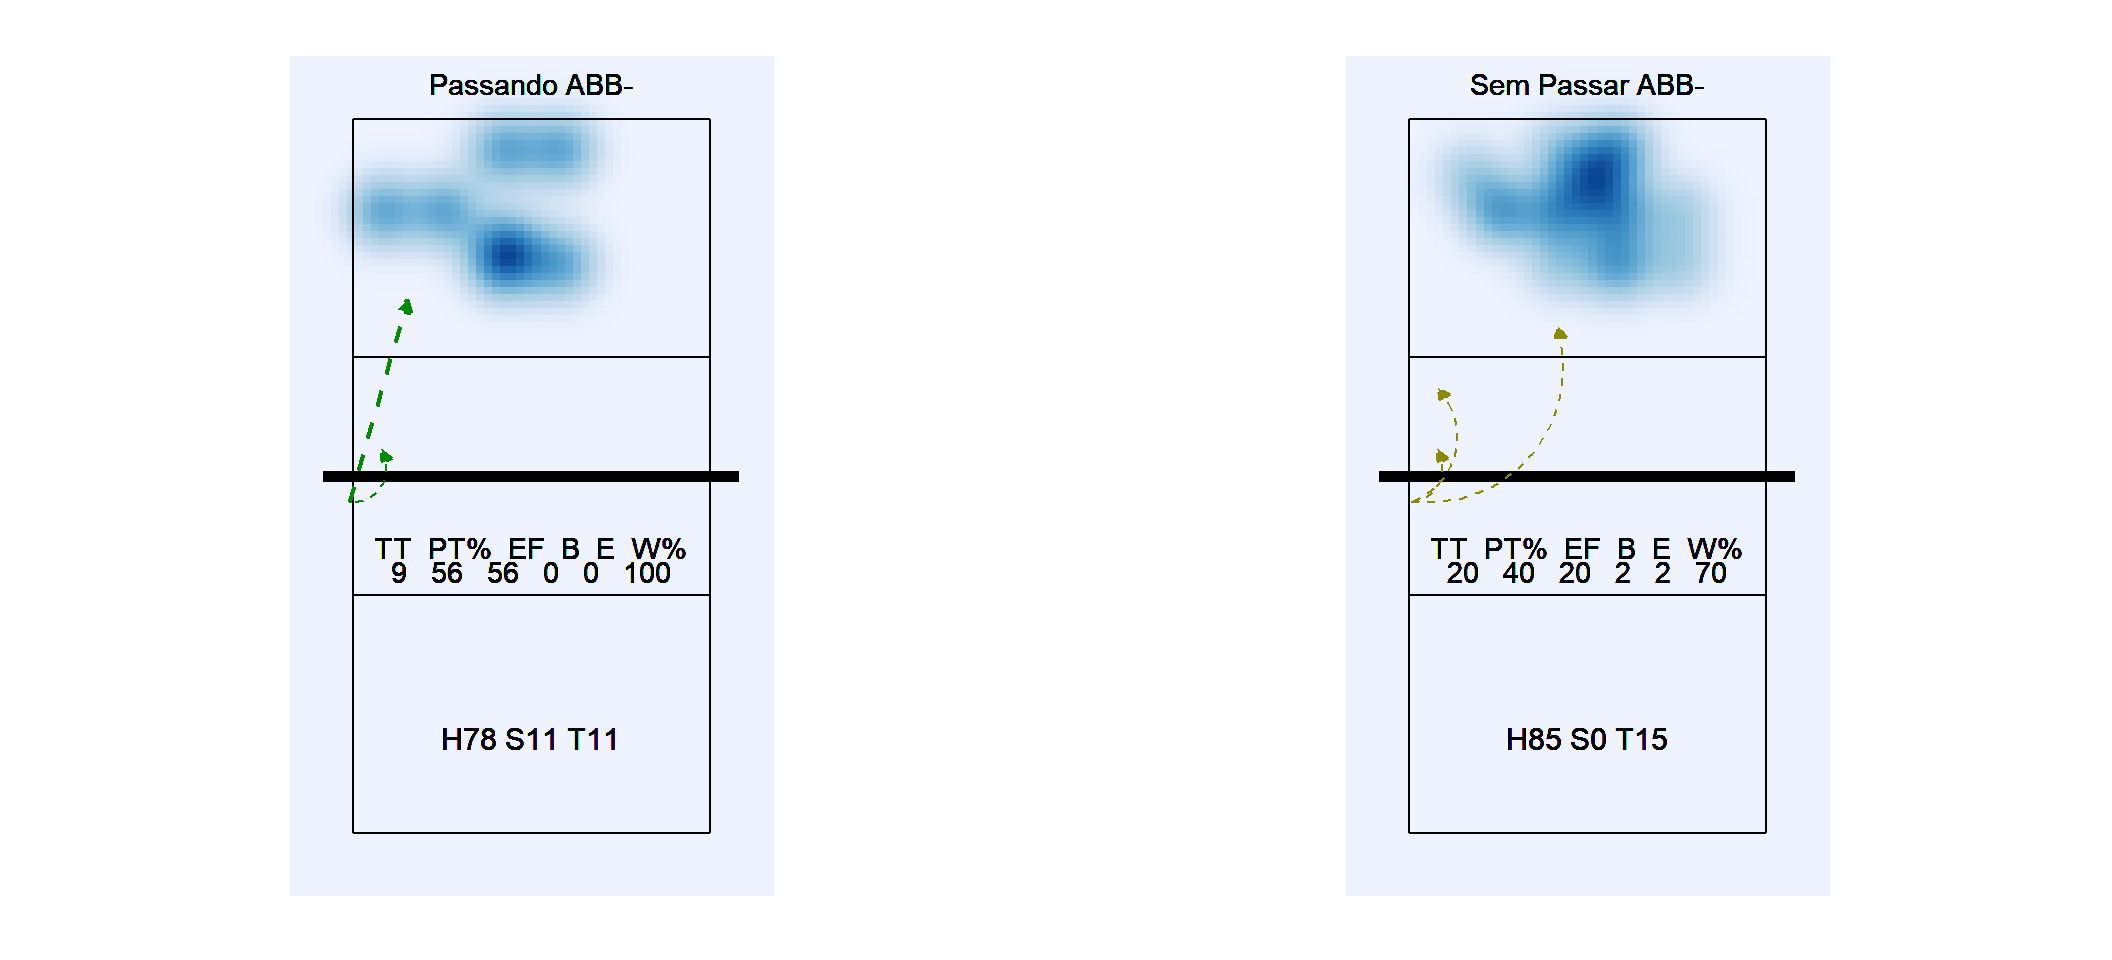 Passando ABB-
TT PT% EF B E W%
9 56 56 0 0 100
H78 S11 T11
Sem Passar ABB-
TT PT% EF B E W%
20 40 20 2 2 70
H85 S0 T15